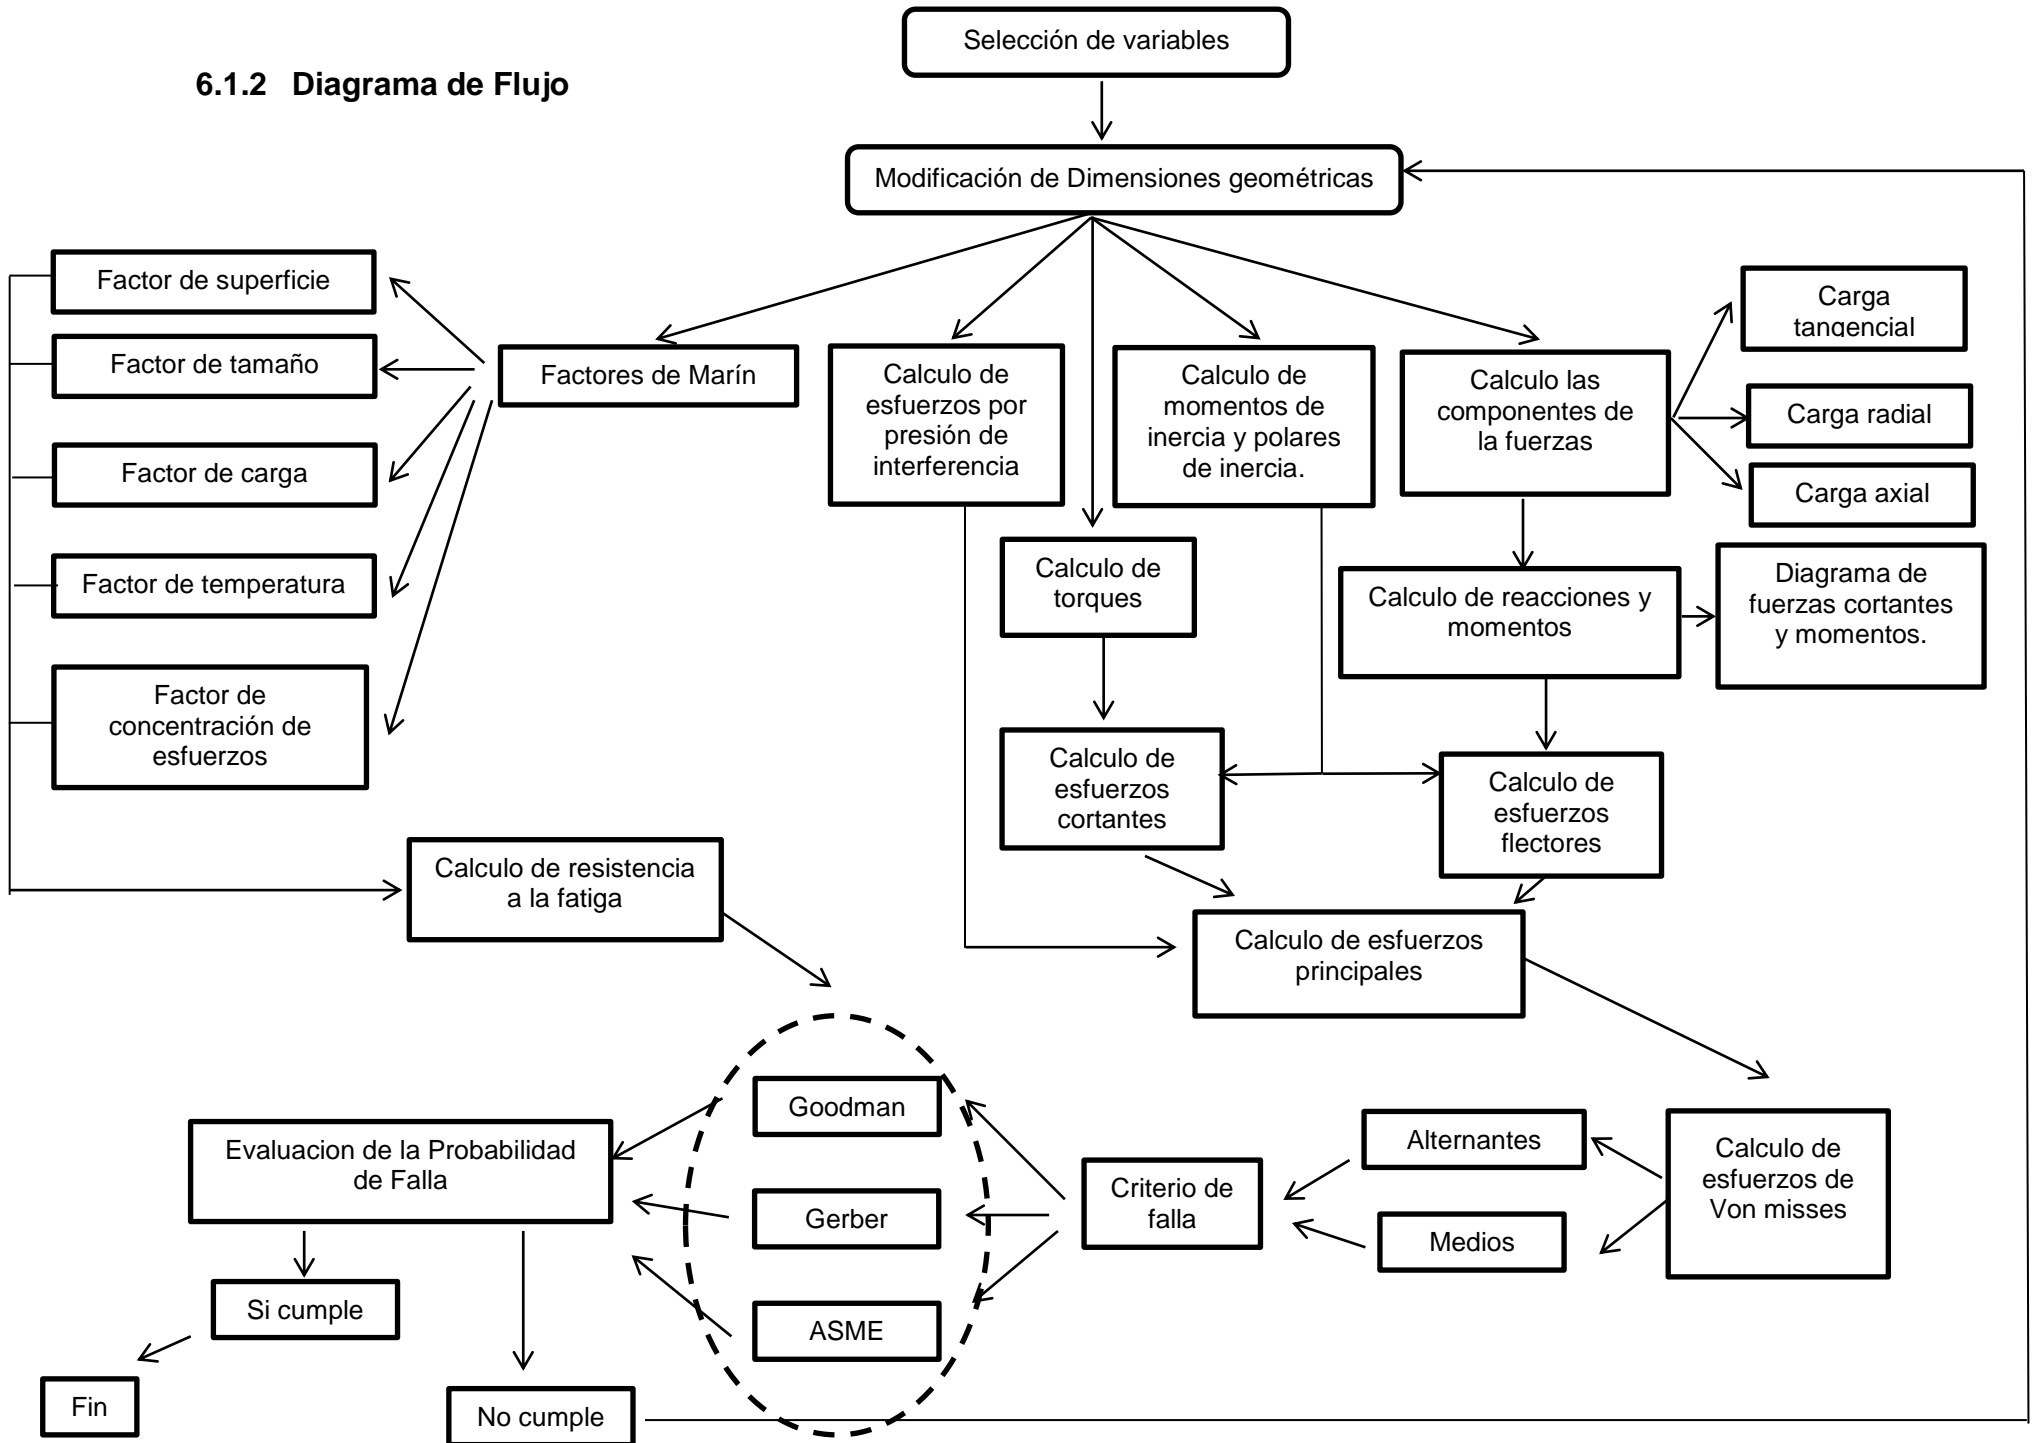 Selección de variables
6.1.2 Diagrama de Flujo
Modificación de Dimensiones geométricas
Factor de superficie
Factor de tamaño
Factor de carga
Factor de temperatura
Factor de
concentración de
esfuerzos
Factores de Marín
Calculo de
esfuerzos por
presión de
interferencia
Calculo de
momentos de
inercia y polares
de inercia.
Calculo las
componentes de
la fuerzas
Carga
tangencial
Carga radial
Carga axial
Calculo de
torques
Calculo de reacciones y
momentos
Diagrama de
fuerzas cortantes
y momentos.
Calculo de
esfuerzos
cortantes
Calculo de
esfuerzos
flectores
Calculo de resistencia
a la fatiga
Calculo de esfuerzos
principales
Goodman
Gerber
ASME
Evaluacion de la Probabilidad
de Falla
Criterio de
falla
Alternantes
Medios
Calculo de
esfuerzos de
Von misses
Si cumple
Fin
No cumple